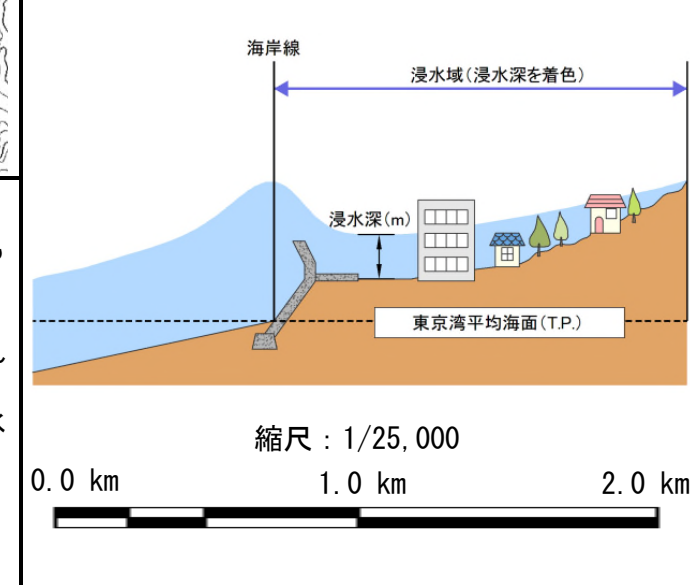 海岸線
浸水域(浸水深を着色)
浸水深(m)
東京湾平均海面(T.P.)
縮尺：1/25,000
0.0 km 1.0 km 2.0 km